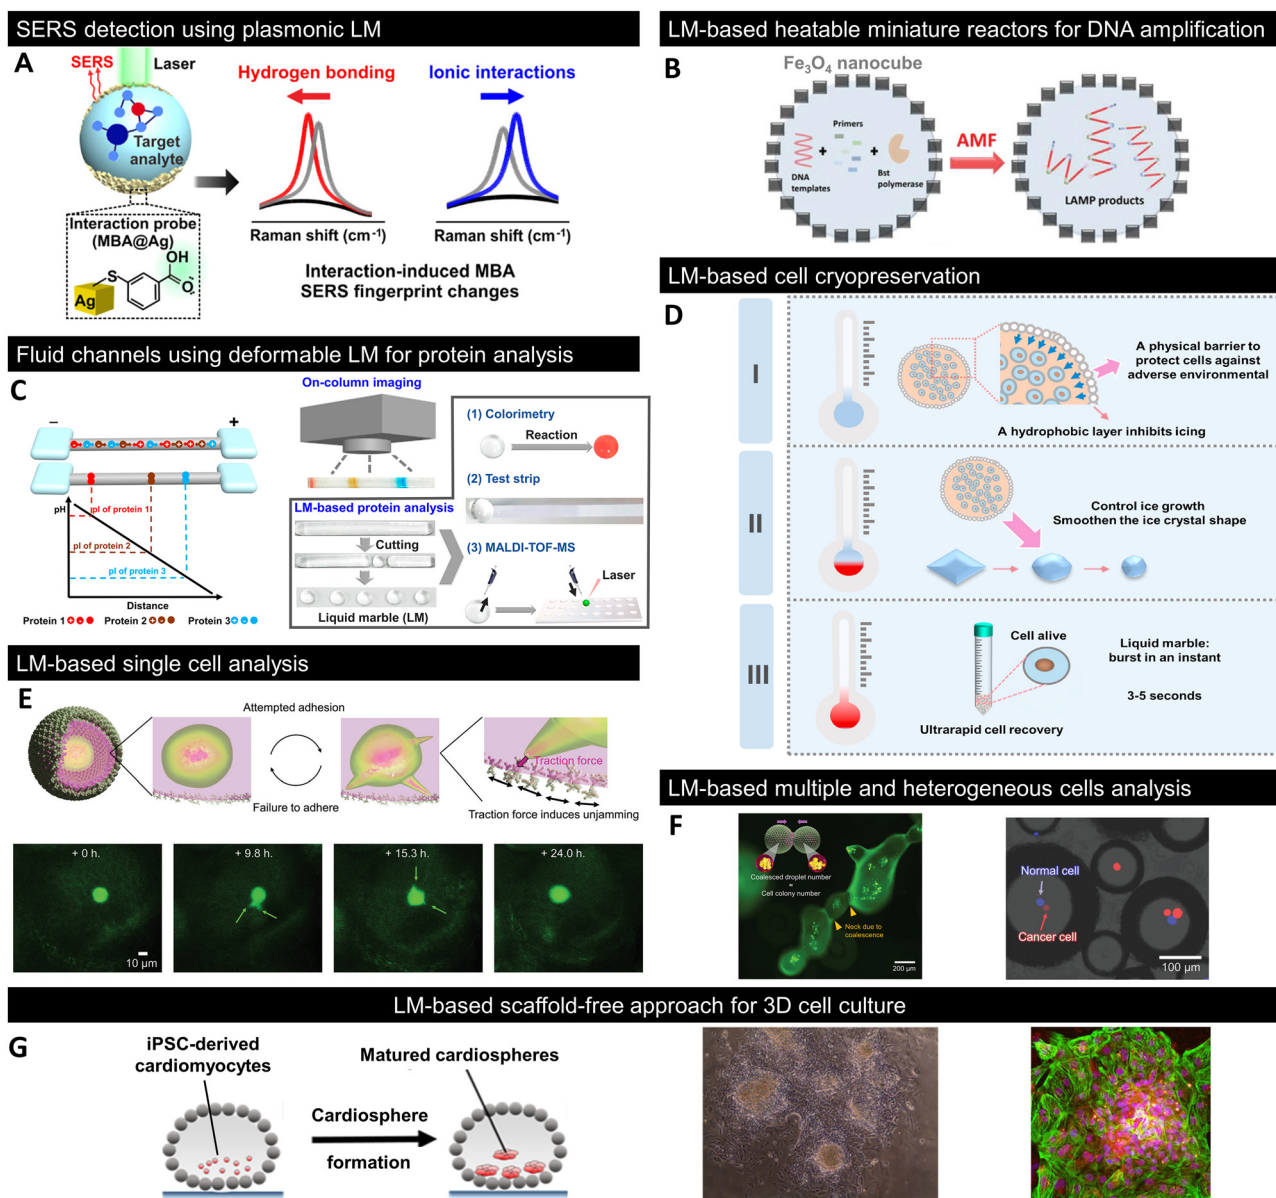 SERS detection using plasmonic LM
A
SERS
Laser
Target
analyte
Interaction probe
(MBA@Ag)
OH
S
O
Ag
Hydrogen bonding
Ionic interactions
Raman shift (cm⁻¹)
Raman shift (cm⁻¹)
Interaction-induced MBA
SERS fingerprint changes
LM-based heatable miniature reactors for DNA amplification
B
Fe₃O₄ nanocube
Primers
+
+
DNA
templates
Bst
polymerase
AMF
LAMP products
Fluid channels using deformable LM for protein analysis
C
−
+
pH
pI of protein 1
pI of protein 2
pI of protein 3
Distance
Protein 1
Protein 2
Protein 3
On-column imaging
LM-based protein analysis
Cutting
Liquid marble (LM)
(1) Colorimetry
Reaction
(2) Test strip
(3) MALDI-TOF-MS
Laser
LM-based cell cryopreservation
D
I
A physical barrier to
protect cells against
adverse environmental
A hydrophobic layer inhibits icing
II
Control ice growth
Smoothen the ice crystal shape
III
Cell alive
Liquid marble:
burst in an instant
3-5 seconds
Ultrarapid cell recovery
LM-based single cell analysis
E
Attempted adhesion
Failure to adhere
Traction force
Traction force induces unjamming
+ 0 h.
+ 9.8 h.
+ 15.3 h.
+ 24.0 h.
10 µm
LM-based multiple and heterogeneous cells analysis
F
Coalesced droplet number
=
Cell colony number
Neck due to
coalescence
200 µm
Normal cell
Cancer cell
100 µm
LM-based scaffold-free approach for 3D cell culture
G
iPSC-derived
cardiomyocytes
Cardiosphere
formation
Matured cardiospheres